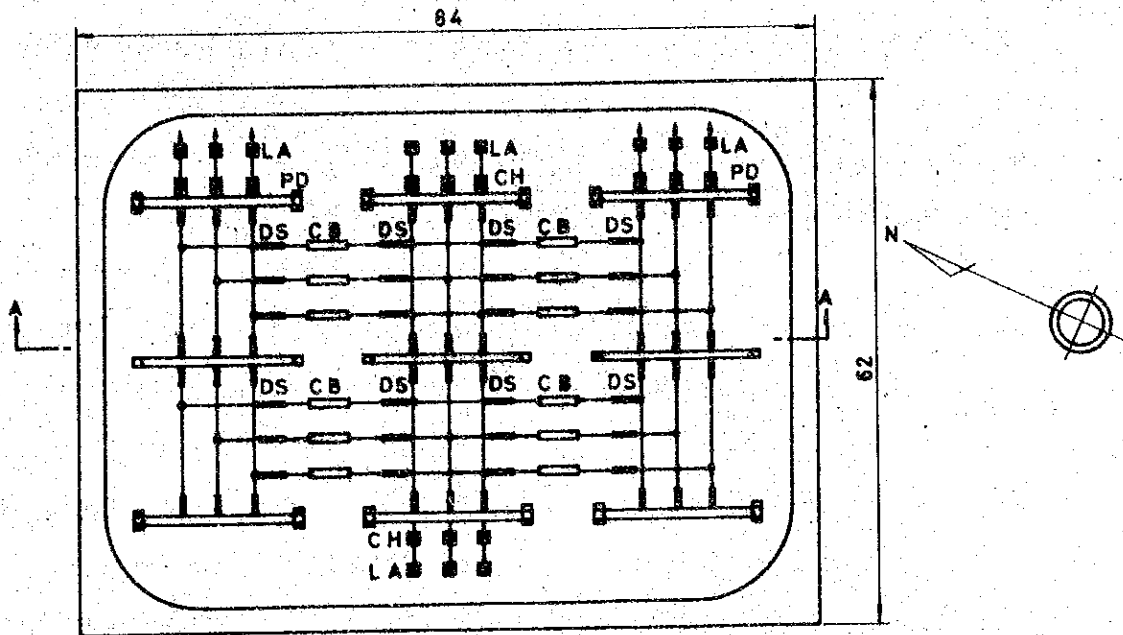 84
LA LA LA
PD CH PD
DS CB DS DS CB DS
N
A A
62
DS CB DS DS CB DS
CH
LA